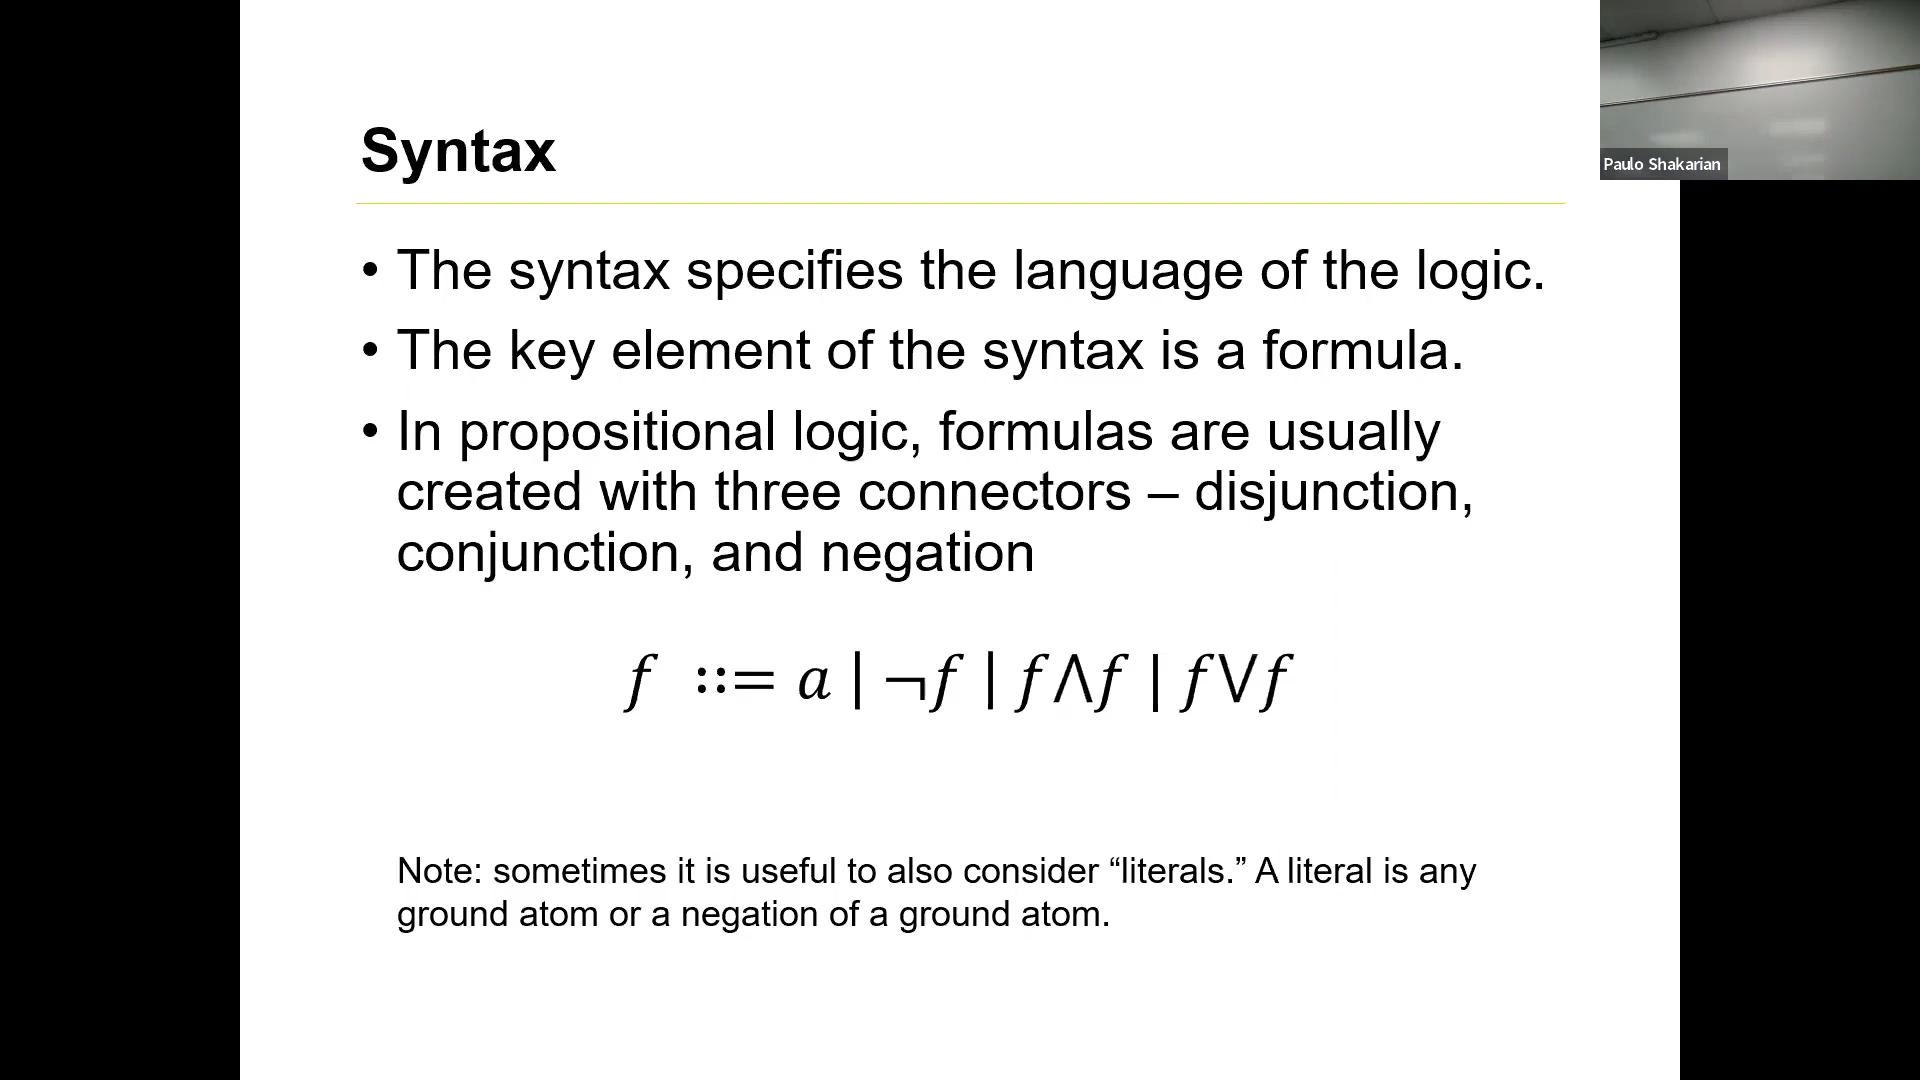 Syntax
Paulo Shakarian
• The syntax specifies the language of the logic.
• The key element of the syntax is a formula.
• In propositional logic, formulas are usually
created with three connectors – disjunction,
conjunction, and negation
f ::= a | ¬f | f⋀f | f⋁f
Note: sometimes it is useful to also consider “literals.” A literal is any
ground atom or a negation of a ground atom.